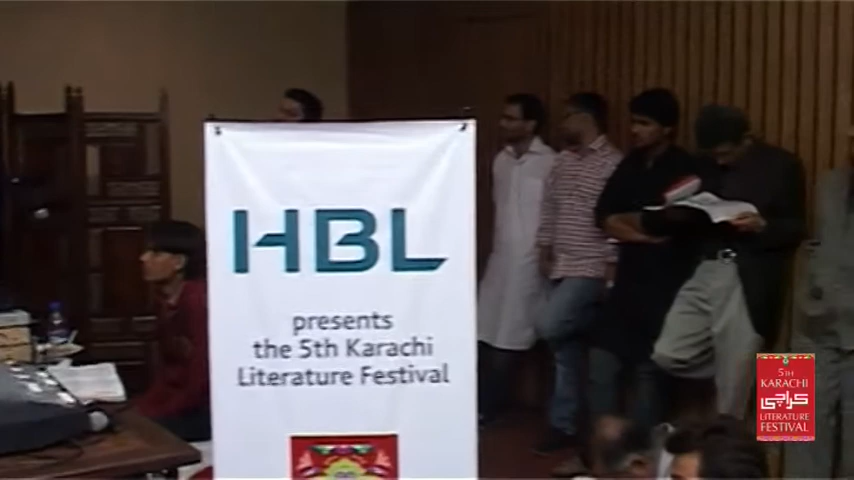 HBL
presents
the 5th Karachi
Literature Festival
5TH
KARACHI
کراچی
LITERATURE
FESTIVAL